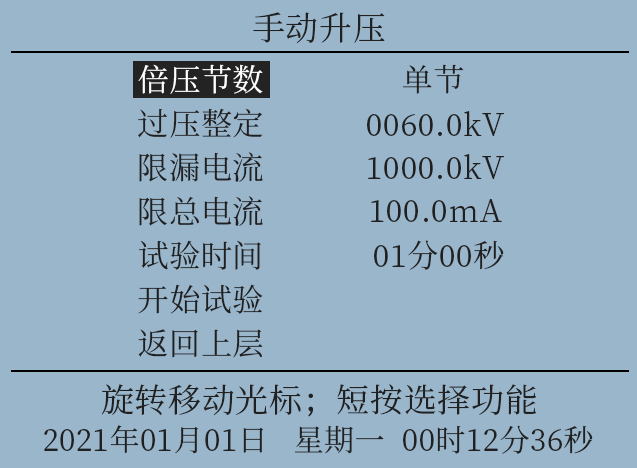 手动升压
倍压节数 单节
过压整定 0060.0kV
限漏电流 1000.0kV
限总电流 100.0mA
试验时间 01分00秒
开始试验
返回上层
旋转移动光标；短按选择功能
2021年01月01日 星期一 00时12分36秒